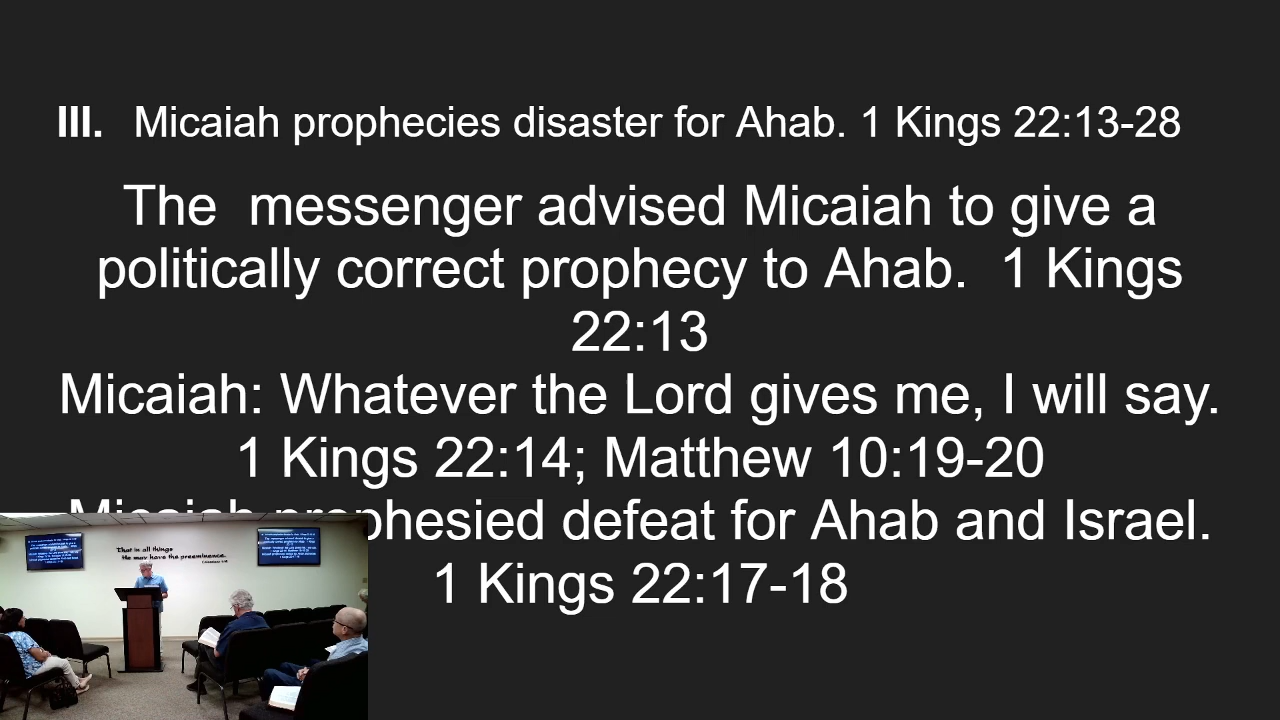 III. Micaiah prophecies disaster for Ahab. 1 Kings 22:13-28
The messenger advised Micaiah to give a
politically correct prophecy to Ahab. 1 Kings
22:13
Micaiah: Whatever the Lord gives me, I will say.
1 Kings 22:14; Matthew 10:19-20
Micaiah prophesied defeat for Ahab and Israel.
1 Kings 22:17-18
That in all things
He may have the preeminence.